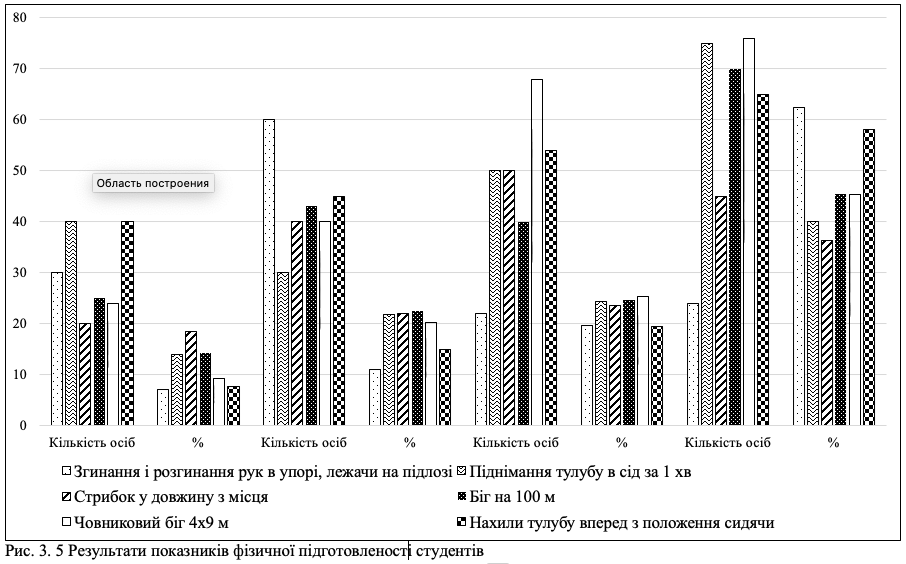 80
70
60
50
40
30
20
10
0
Область построения
Кількість осіб % Кількість осіб % Кількість осіб % Кількість осіб %
Згинання і розгинання рук в упорі, лежачи на підлозі Піднімання тулубу в сід за 1 хв
Стрибок у довжину з місця Біг на 100 м
Човниковий біг 4х9 м Нахили тулубу вперед з положення сидячи
Рис. 3. 5 Результати показників фізичної підготовленості студентів